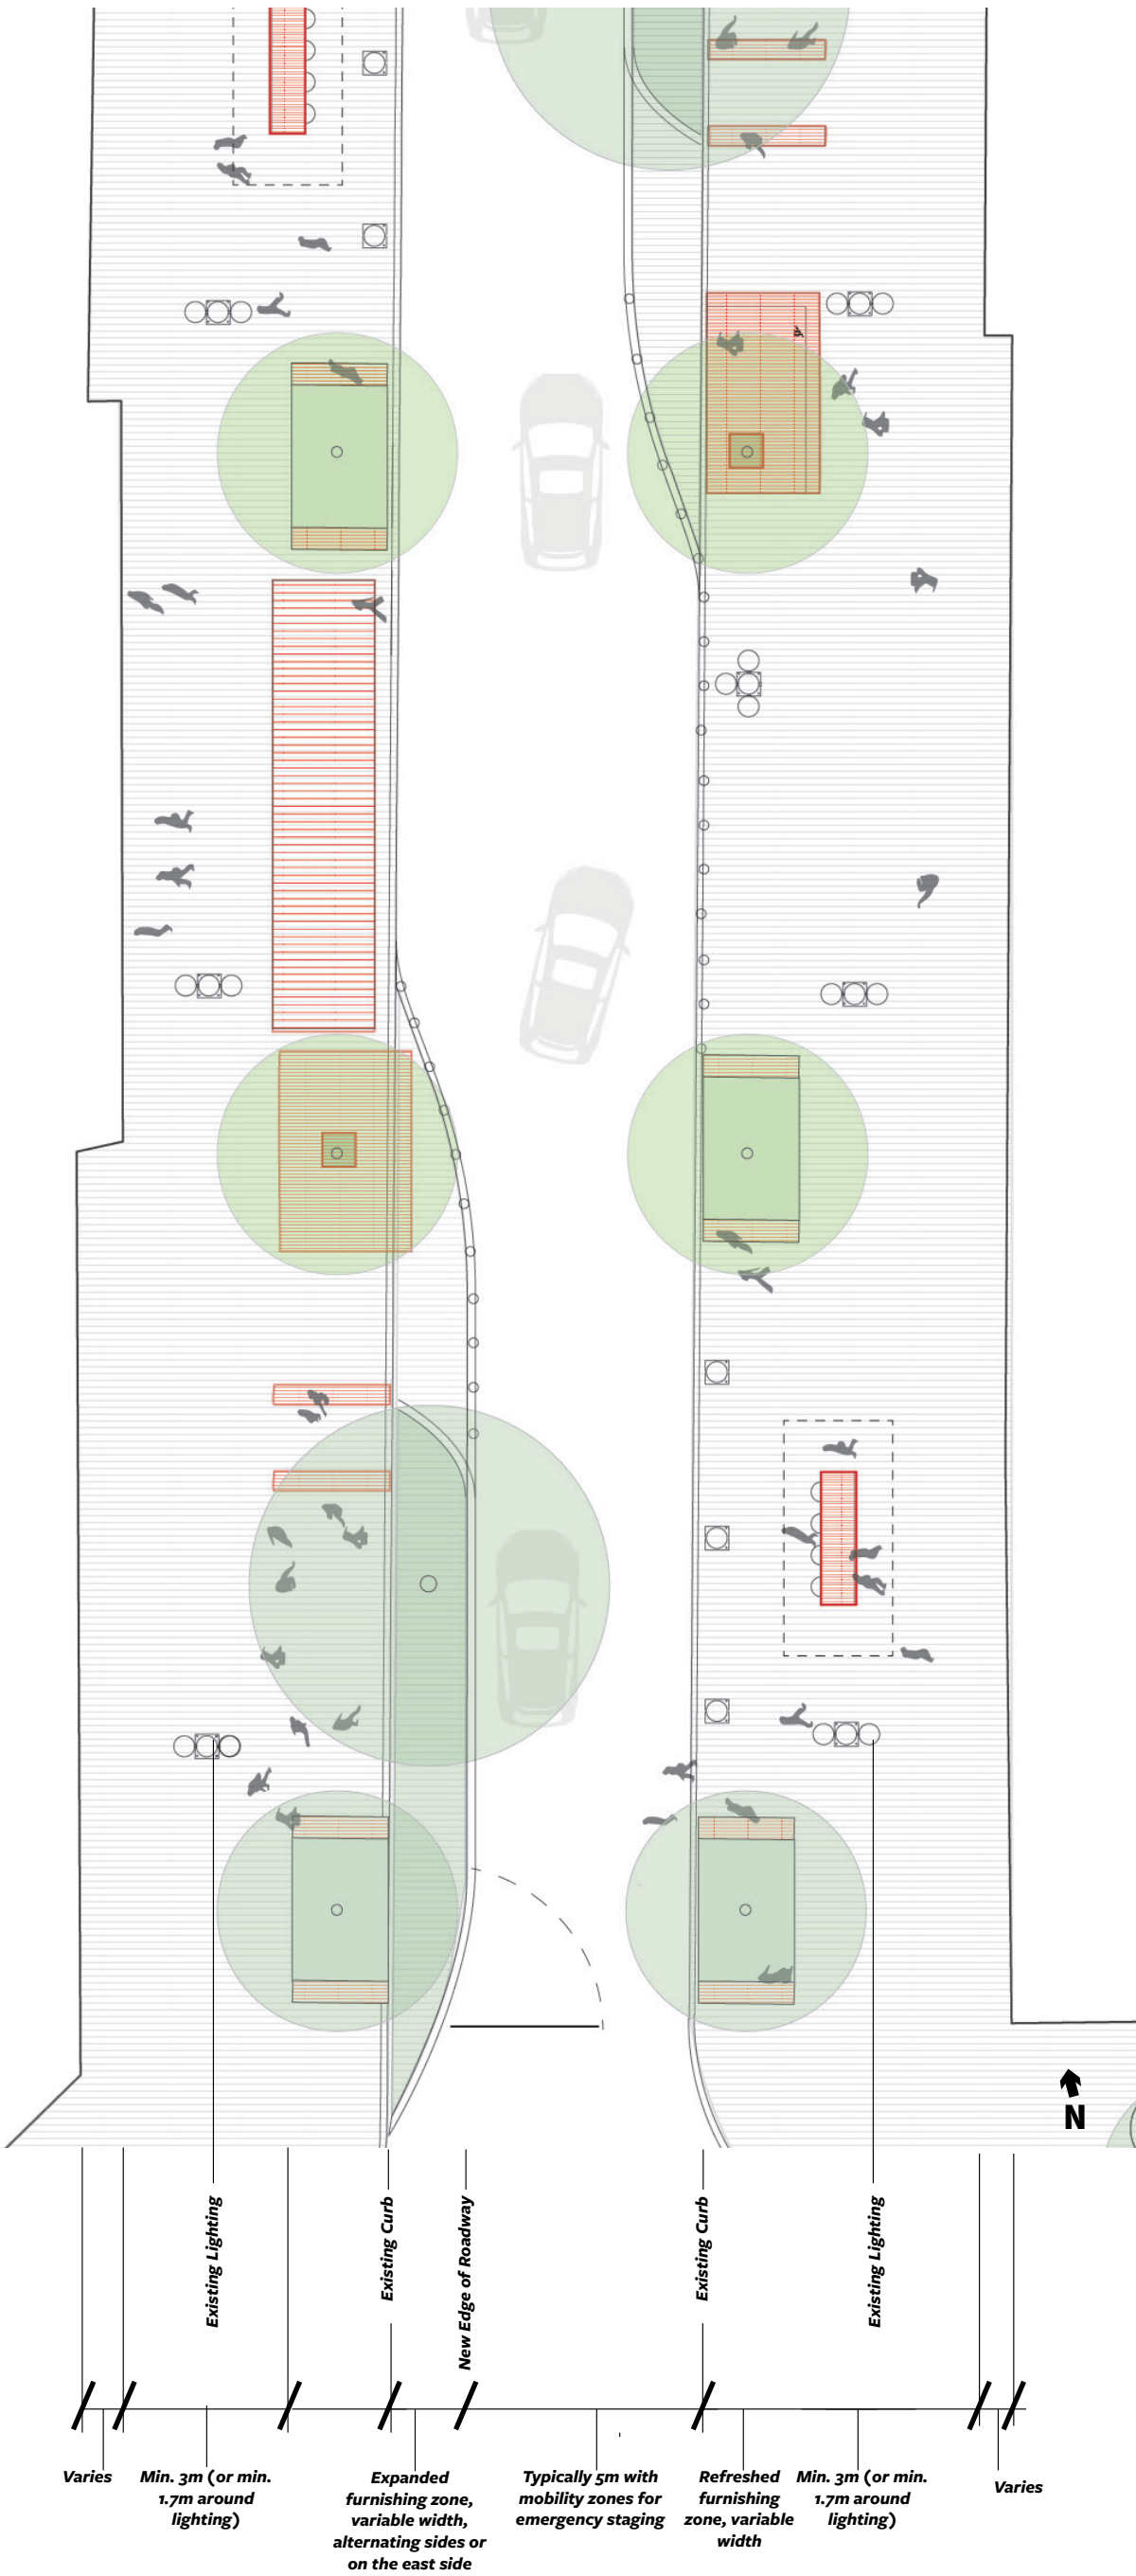 N
Existing Lighting
Existing Curb
New Edge of Roadway
Existing Curb
Existing Lighting
Varies
Min. 3m (or min.
1.7m around
lighting)
Expanded
furnishing zone,
variable width,
alternating sides or
on the east side
Typically 5m with
mobility zones for
emergency staging
Refreshed
furnishing
zone, variable
width
Min. 3m (or min.
1.7m around
lighting)
Varies